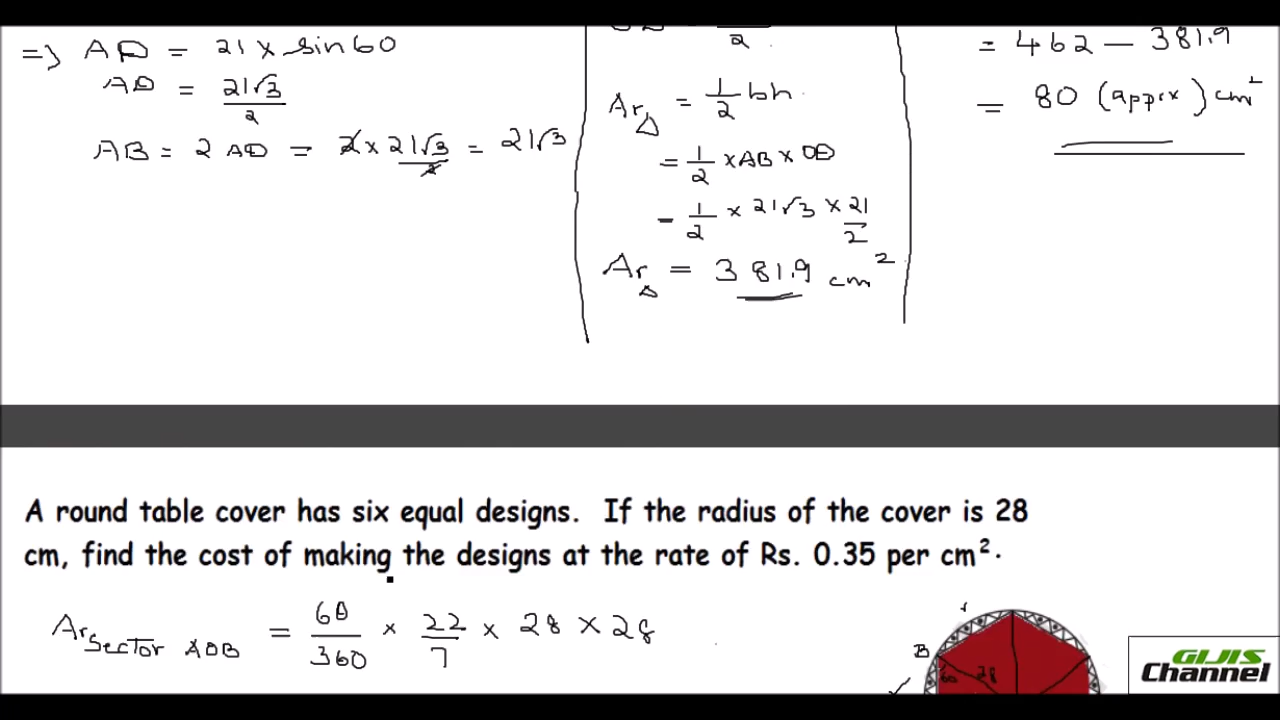 => AD = 21 x sin60
AD = 21√3/2
AB = 2 AD = 2 x 21√3/2 = 21√3
2
Ar△ = 1/2 bh
= 1/2 x AB x OD
= 1/2 x 21√3 x 21/2
Ar△ = 381.9 cm²
= 462 — 381.9
= 80 (apprx) cm²
A round table cover has six equal designs. If the radius of the cover is 28
cm, find the cost of making the designs at the rate of Rs. 0.35 per cm².
Ar Sector AOB = 60/360 x 22/7 x 28 x 28
B
60 28
GIJIS
Channel